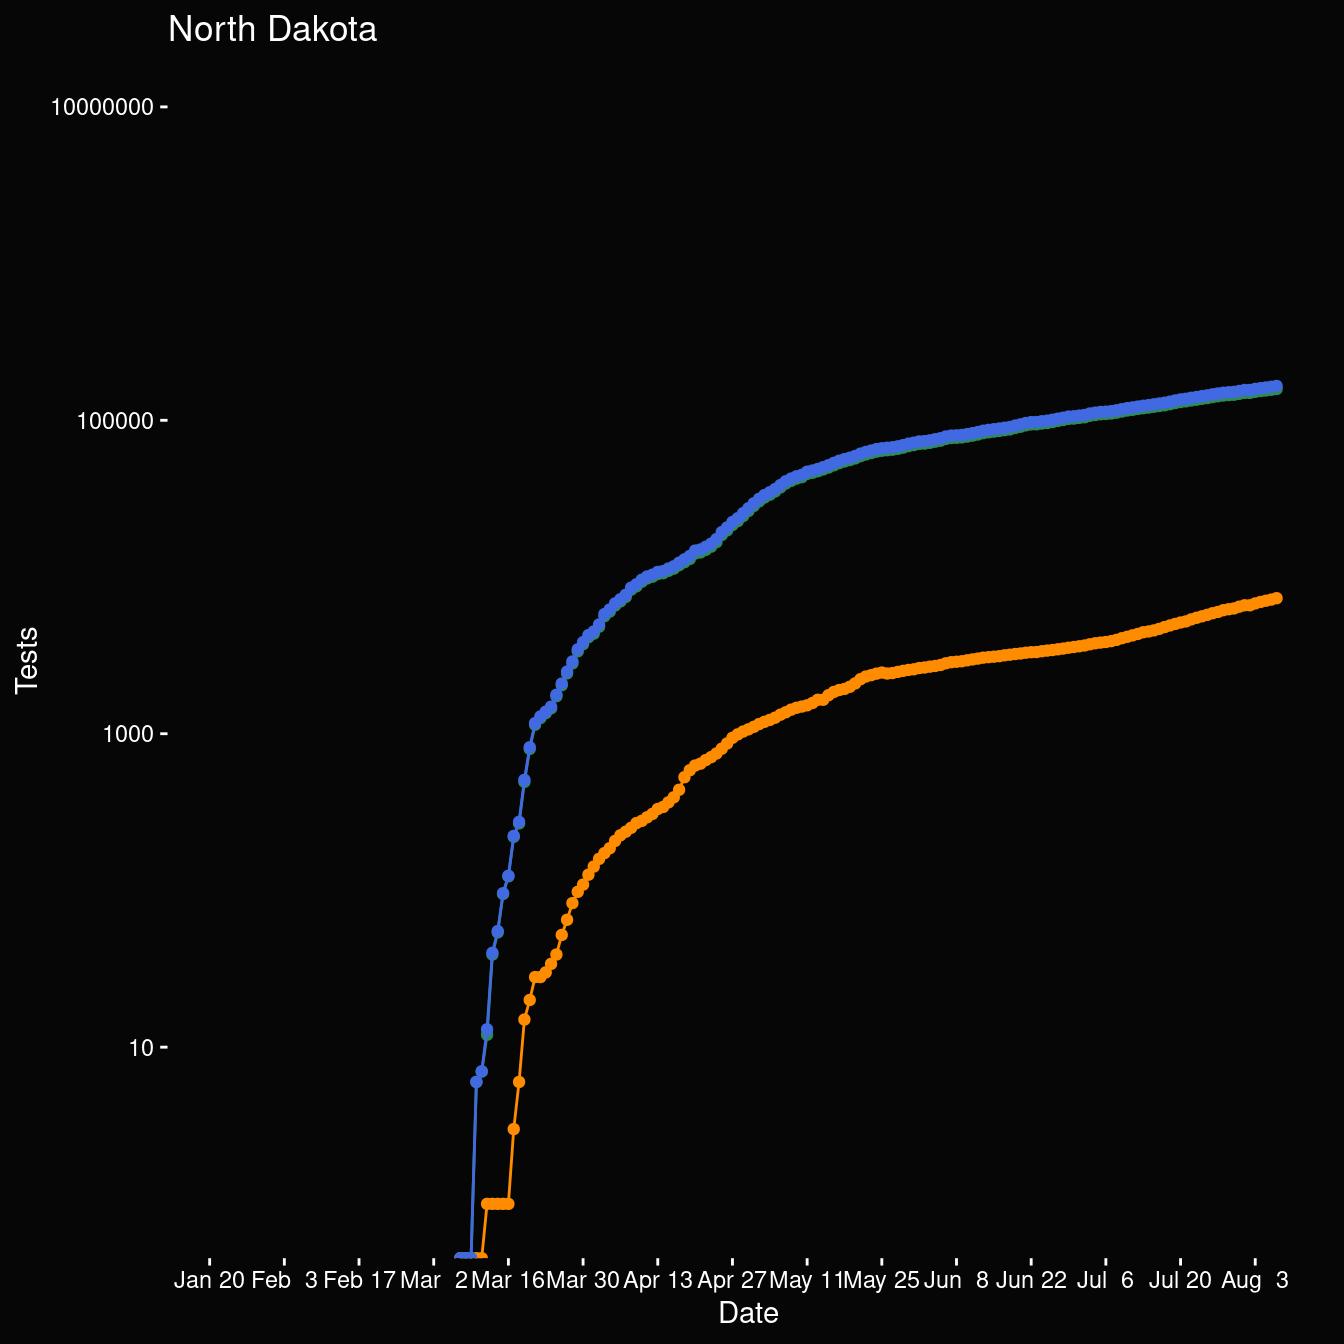 North Dakota
10000000
100000
1000
10
Tests
Jan 20 Feb 3 Feb 17 Mar 2 Mar 16 Mar 30 Apr 13 Apr 27 May 11 May 25 Jun 8 Jun 22 Jul 6 Jul 20 Aug 3
Date